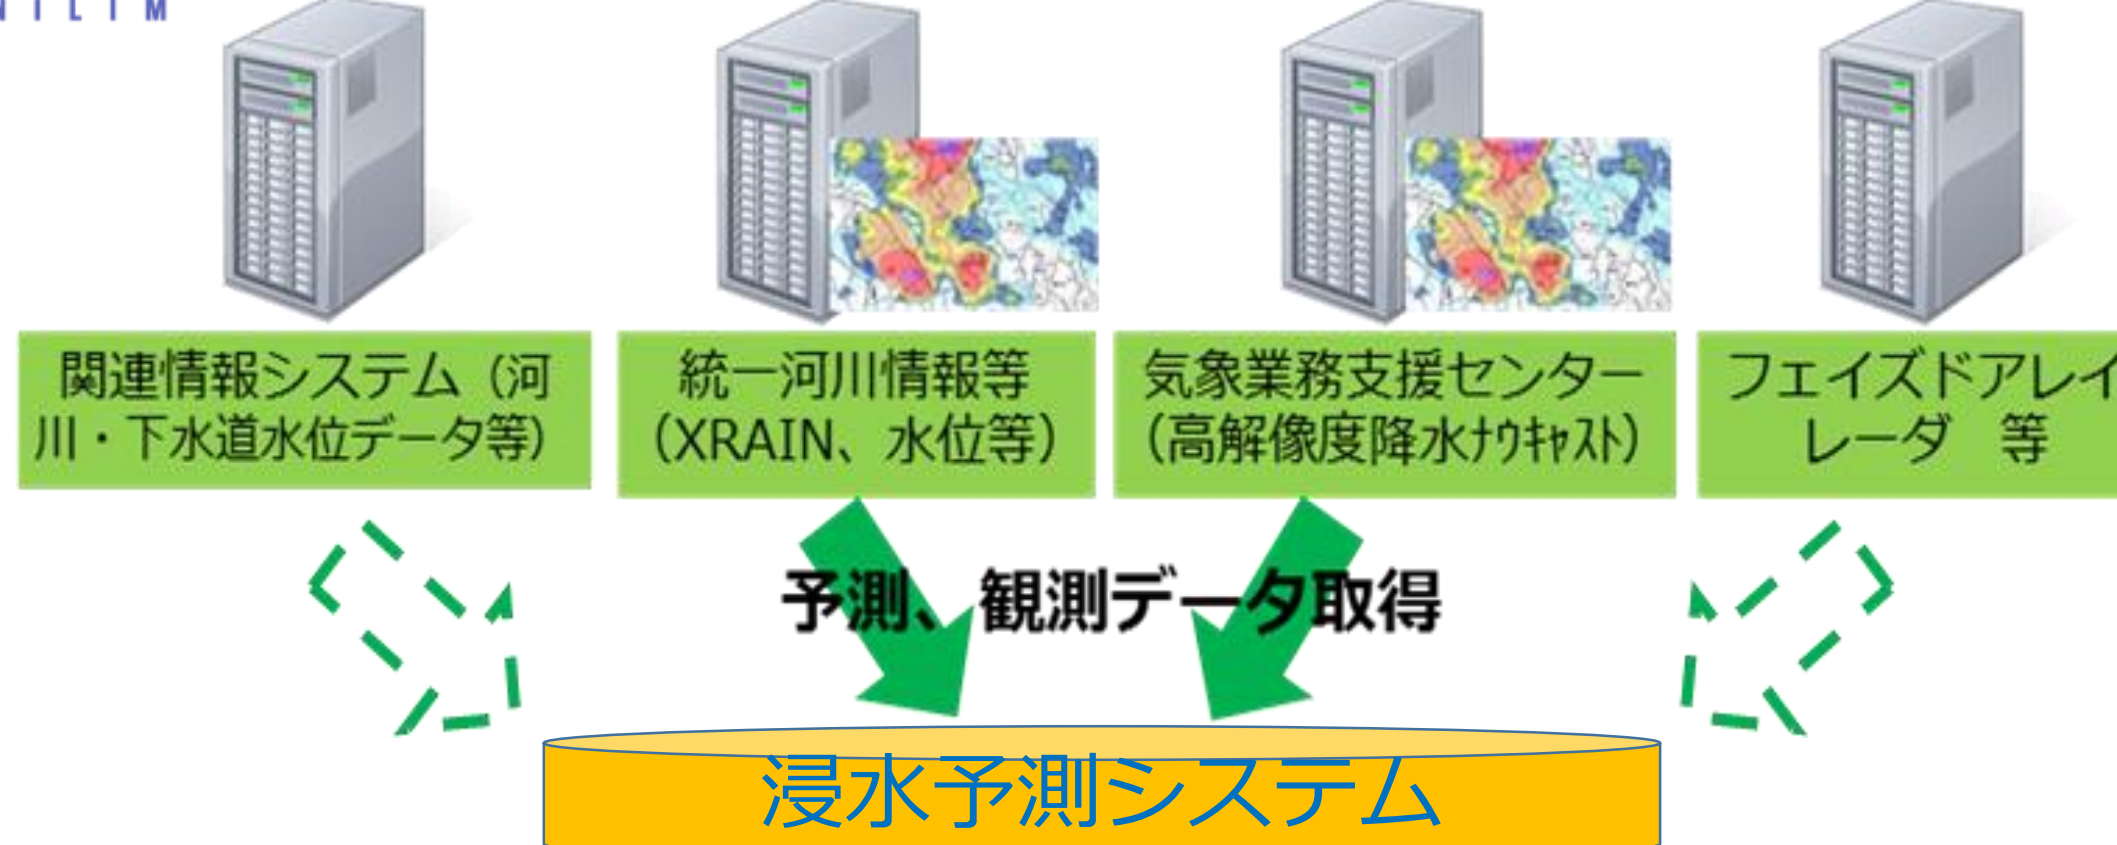 NILIM
関連情報システム（河
川・下水道水位データ等）
統一河川情報等
（XRAIN、水位等）
気象業務支援センター
（高解像度降水ﾅｳｷｬｽﾄ）
フェイズドアレイ
レーダ　等
予測、観測データ取得
浸水予測システム